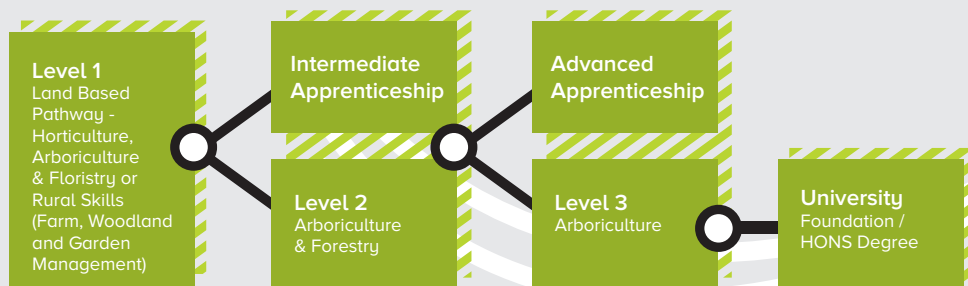 Level 1
Land Based
Pathway -
Horticulture,
Arboriculture
& Floristry or
Rural Skills
(Farm, Woodland
and Garden
Management)
Intermediate
Apprenticeship
Level 2
Arboriculture
& Forestry
Advanced
Apprenticeship
Level 3
Arboriculture
University
Foundation /
HONS Degree